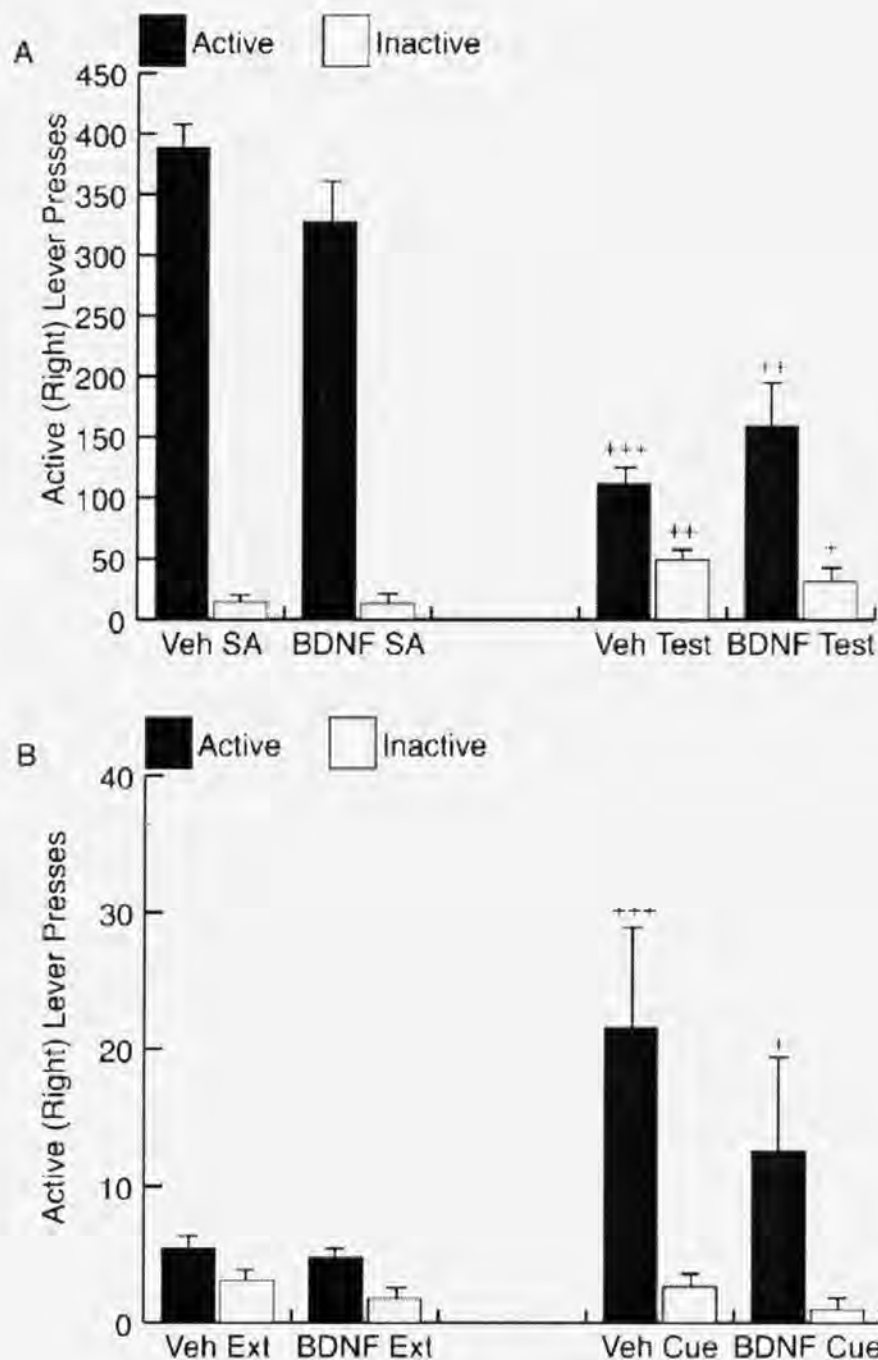 A
Active Inactive
Active (Right) Lever Presses
450
400
350
300
250
200
150
100
50
0
+++
++
++
+
Veh SA BDNF SA Veh Test BDNF Test
B
Active Inactive
Active (Right) Lever Presses
40
30
20
10
0
+++
+
Veh Ext BDNF Ext Veh Cue BDNF Cue